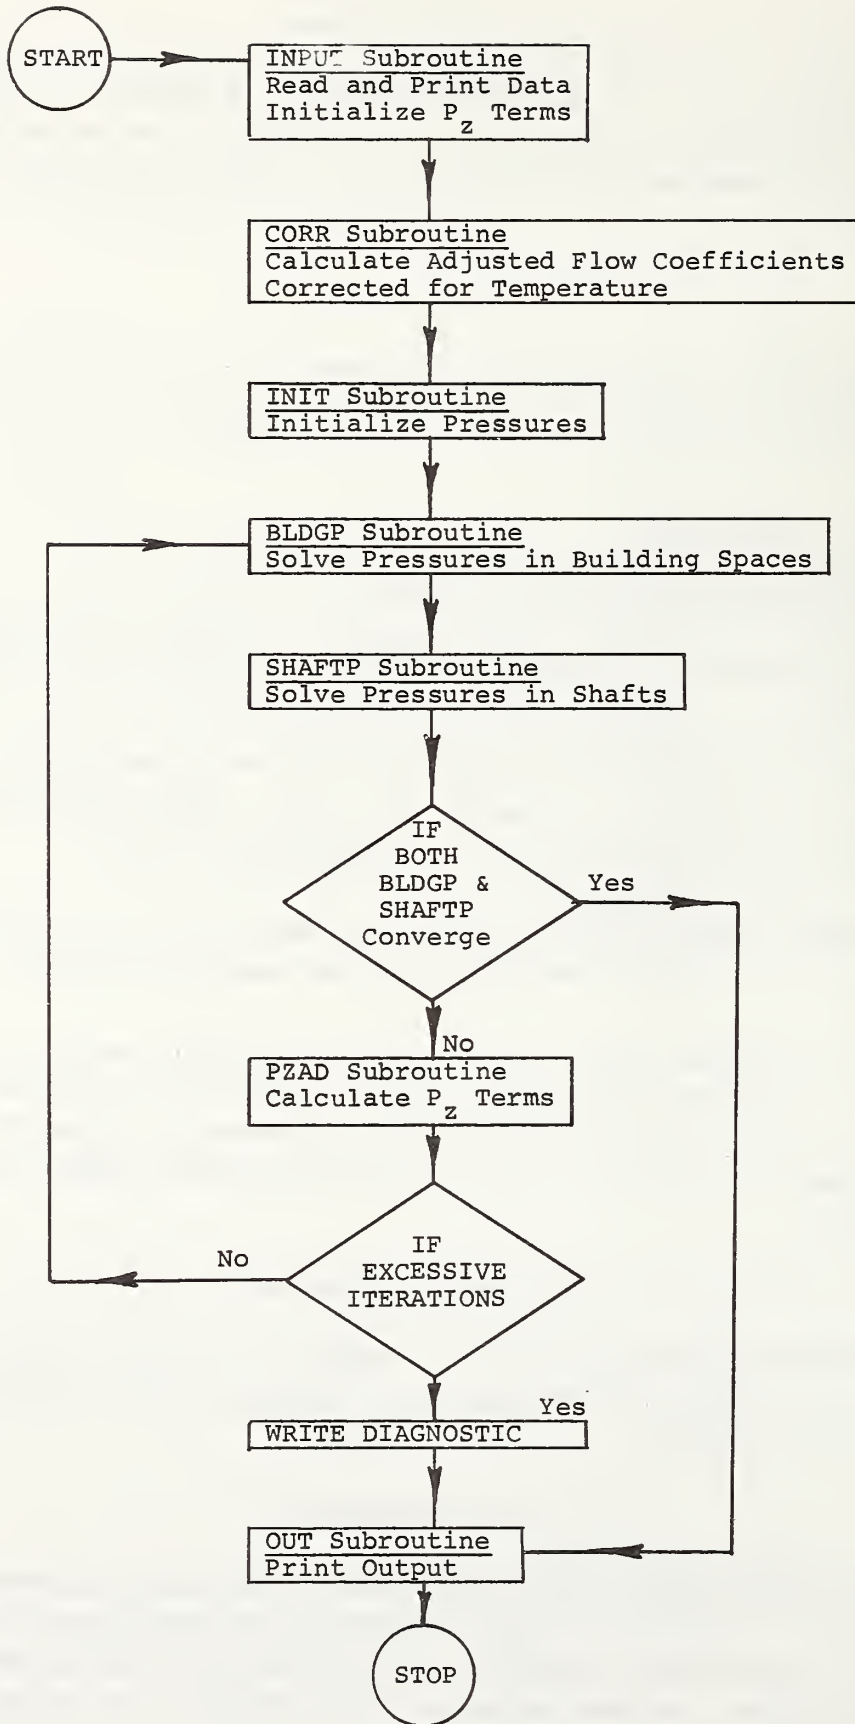 START
INPUT Subroutine
Read and Print Data
Initialize P_z Terms
CORR Subroutine
Calculate Adjusted Flow Coefficients
Corrected for Temperature
INIT Subroutine
Initialize Pressures
BLDGP Subroutine
Solve Pressures in Building Spaces
SHAFTP Subroutine
Solve Pressures in Shafts
IF
BOTH
BLDGP &
SHAFTP
Converge
Yes
No
PZAD Subroutine
Calculate P_z Terms
No
IF
EXCESSIVE
ITERATIONS
Yes
WRITE DIAGNOSTIC
OUT Subroutine
Print Output
STOP